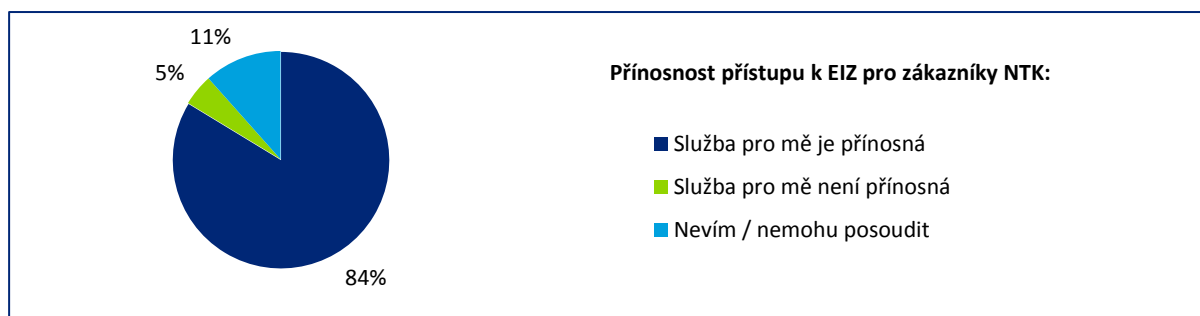 11%
5%
84%
Přínosnost přístupu k EIZ pro zákazníky NTK:
Služba pro mě je přínosná
Služba pro mě není přínosná
Nevím / nemohu posoudit